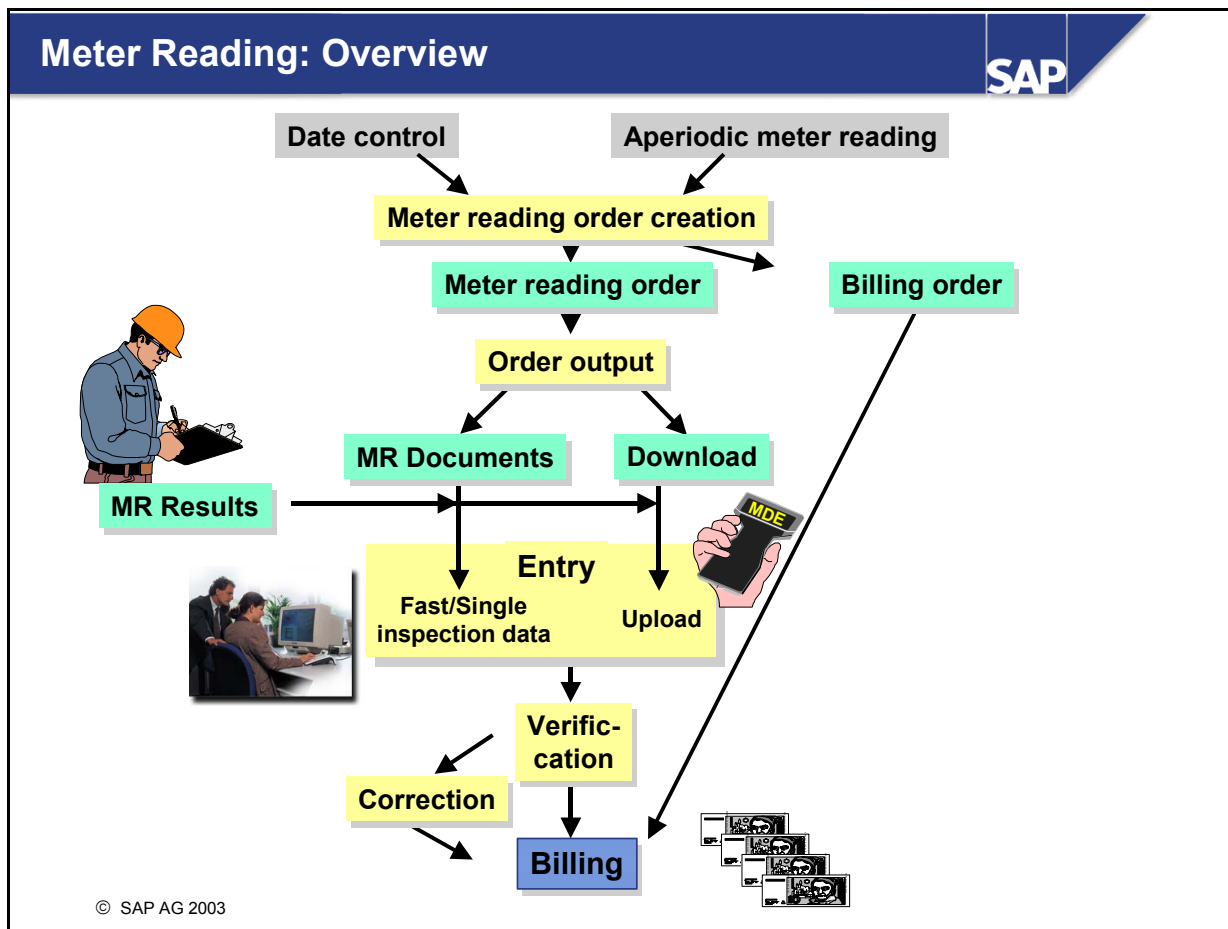 Meter Reading: Overview
SAP
Date control
Aperiodic meter reading
Meter reading order creation
Meter reading order
Billing order
Order output
MR Documents
Download
MR Results
MDE
Entry
Fast/Single
inspection data
Upload
Verific-
cation
Correction
Billing
© SAP AG 2003